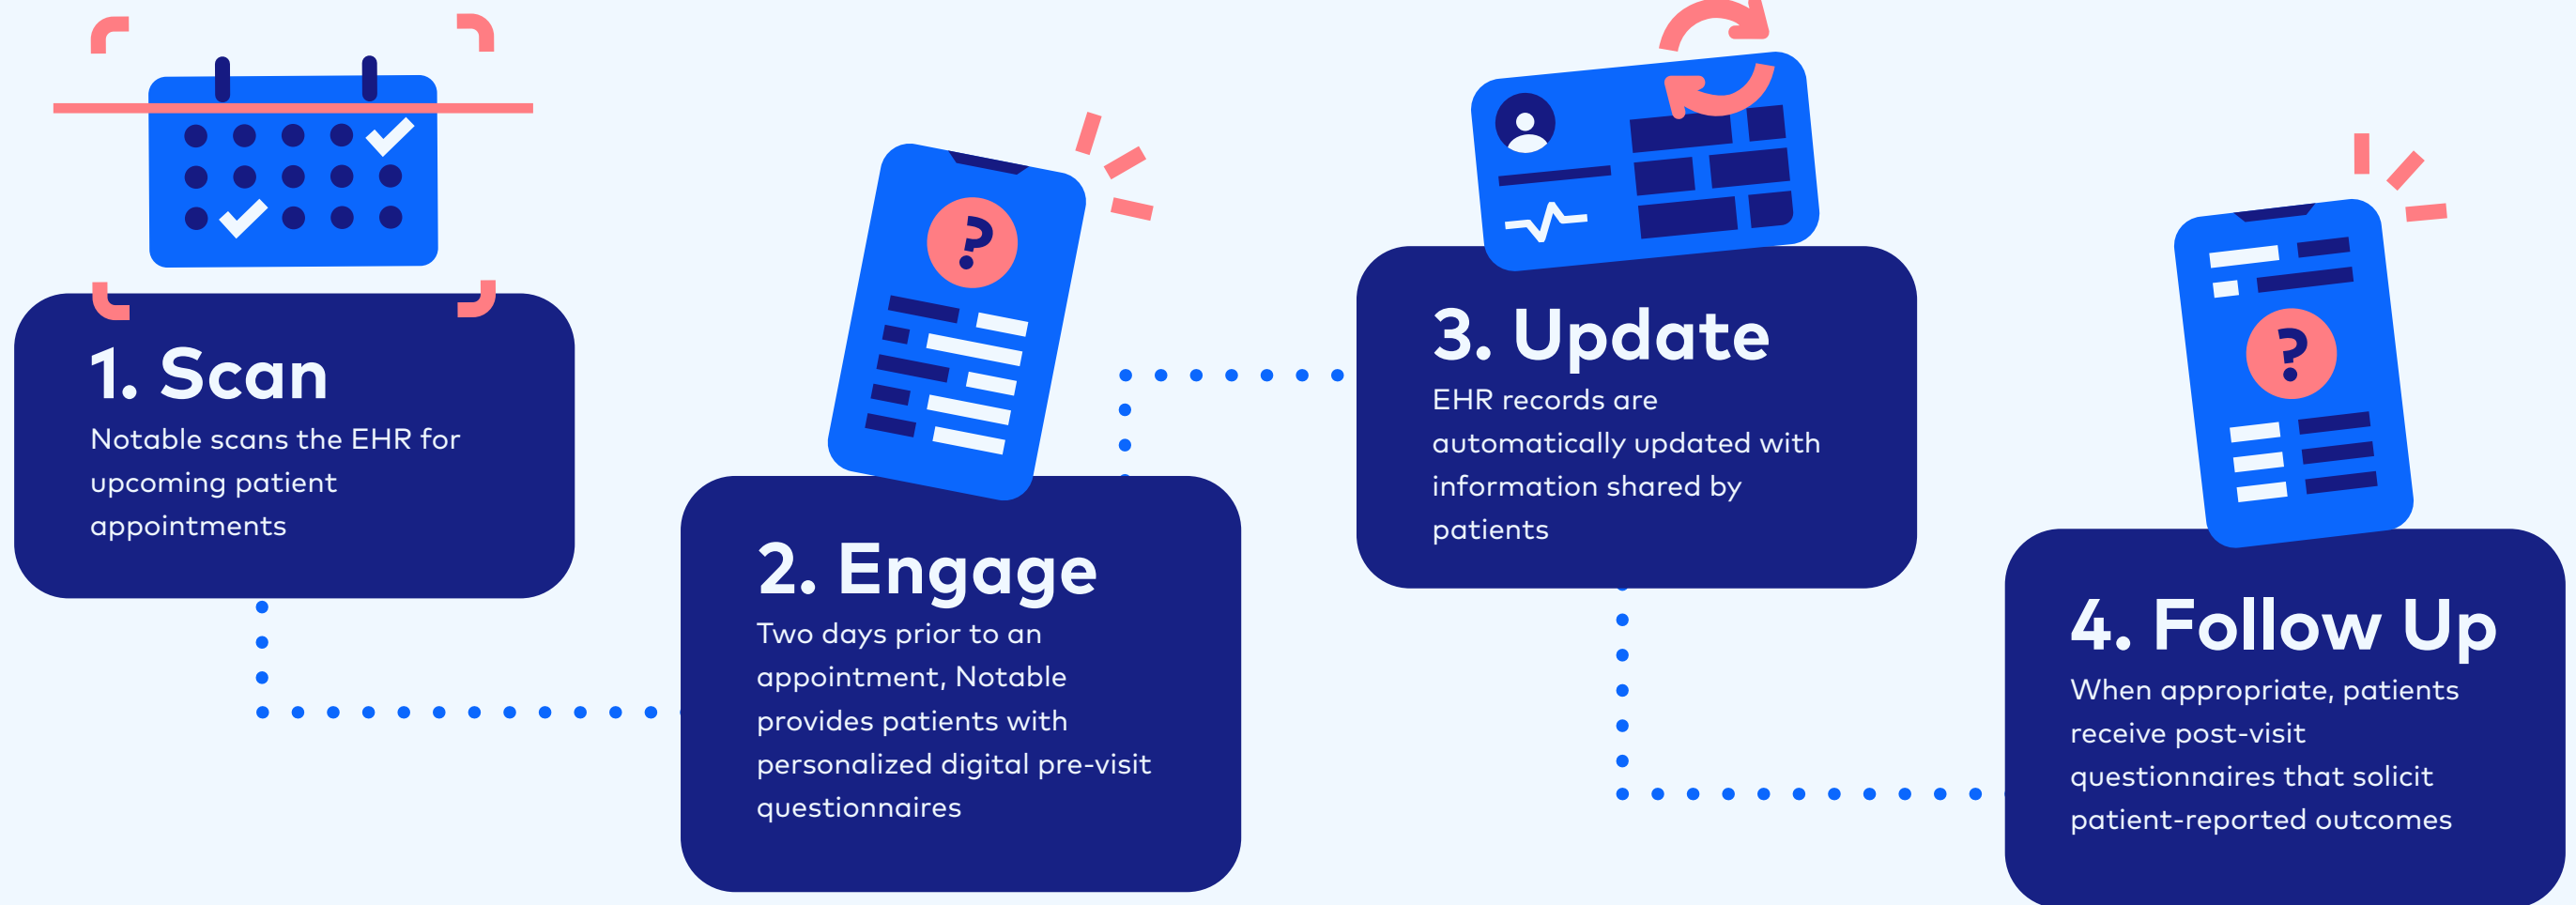 1. Scan
Notable scans the EHR for
upcoming patient
appointments
?
2. Engage
Two days prior to an
appointment, Notable
provides patients with
personalized digital pre-visit
questionnaires
3. Update
EHR records are
automatically updated with
information shared by
patients
?
4. Follow Up
When appropriate, patients
receive post-visit
questionnaires that solicit
patient-reported outcomes